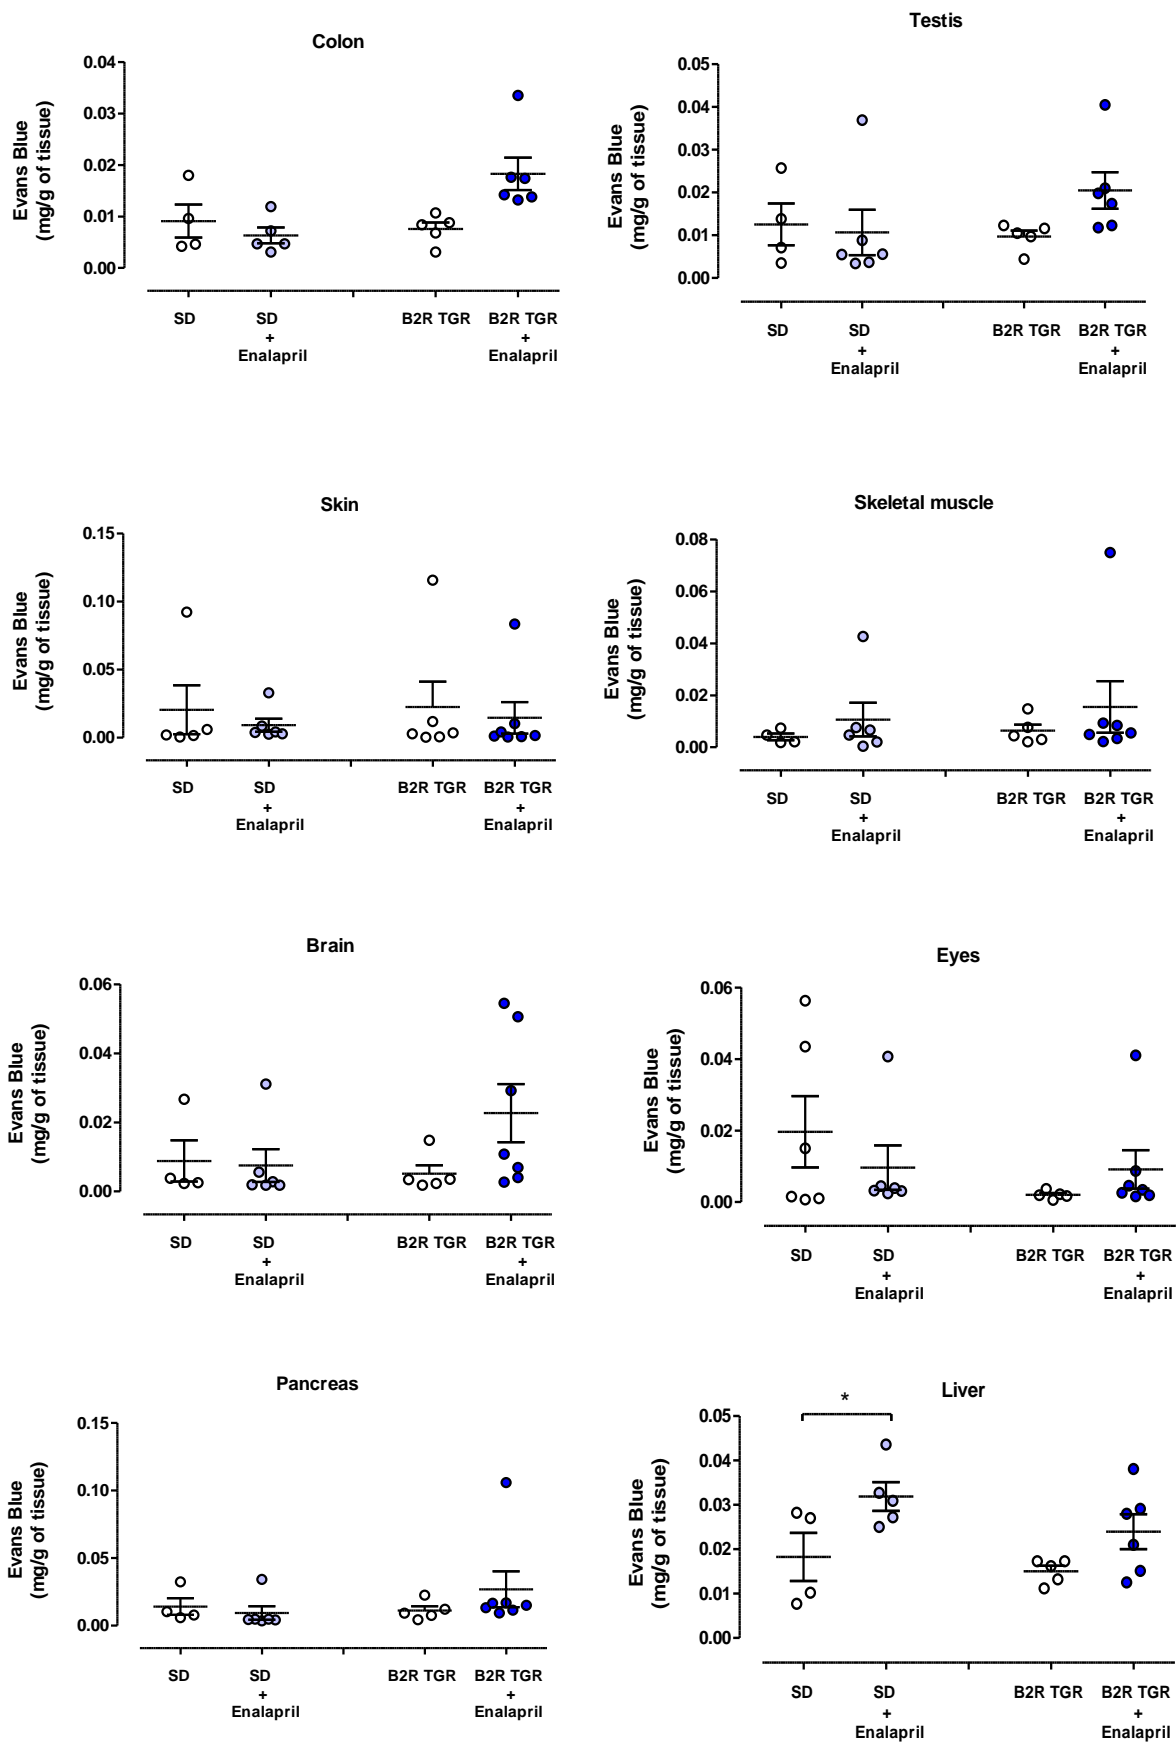 Colon
Evans Blue
(mg/g of tissue)
0.04
0.03
0.02
0.01
0.00
SD
SD
+
Enalapril
B2R TGR
B2R TGR
+
Enalapril
Testis
Evans Blue
(mg/g of tissue)
0.05
0.04
0.03
0.02
0.01
0.00
SD
SD
+
Enalapril
B2R TGR
B2R TGR
+
Enalapril
Skin
Evans Blue
(mg/g of tissue)
0.15
0.10
0.05
0.00
SD
SD
+
Enalapril
B2R TGR
B2R TGR
+
Enalapril
Skeletal muscle
Evans Blue
(mg/g of tissue)
0.08
0.06
0.04
0.02
0.00
SD
SD
+
Enalapril
B2R TGR
B2R TGR
+
Enalapril
Brain
Evans Blue
(mg/g of tissue)
0.06
0.04
0.02
0.00
SD
SD
+
Enalapril
B2R TGR
B2R TGR
+
Enalapril
Eyes
Evans Blue
(mg/g of tissue)
0.06
0.04
0.02
0.00
SD
SD
+
Enalapril
B2R TGR
B2R TGR
+
Enalapril
Pancreas
Evans Blue
(mg/g of tissue)
0.15
0.10
0.05
0.00
SD
SD
+
Enalapril
B2R TGR
B2R TGR
+
Enalapril
Liver
*
Evans Blue
(mg/g of tissue)
0.05
0.04
0.03
0.02
0.01
0.00
SD
SD
+
Enalapril
B2R TGR
B2R TGR
+
Enalapril